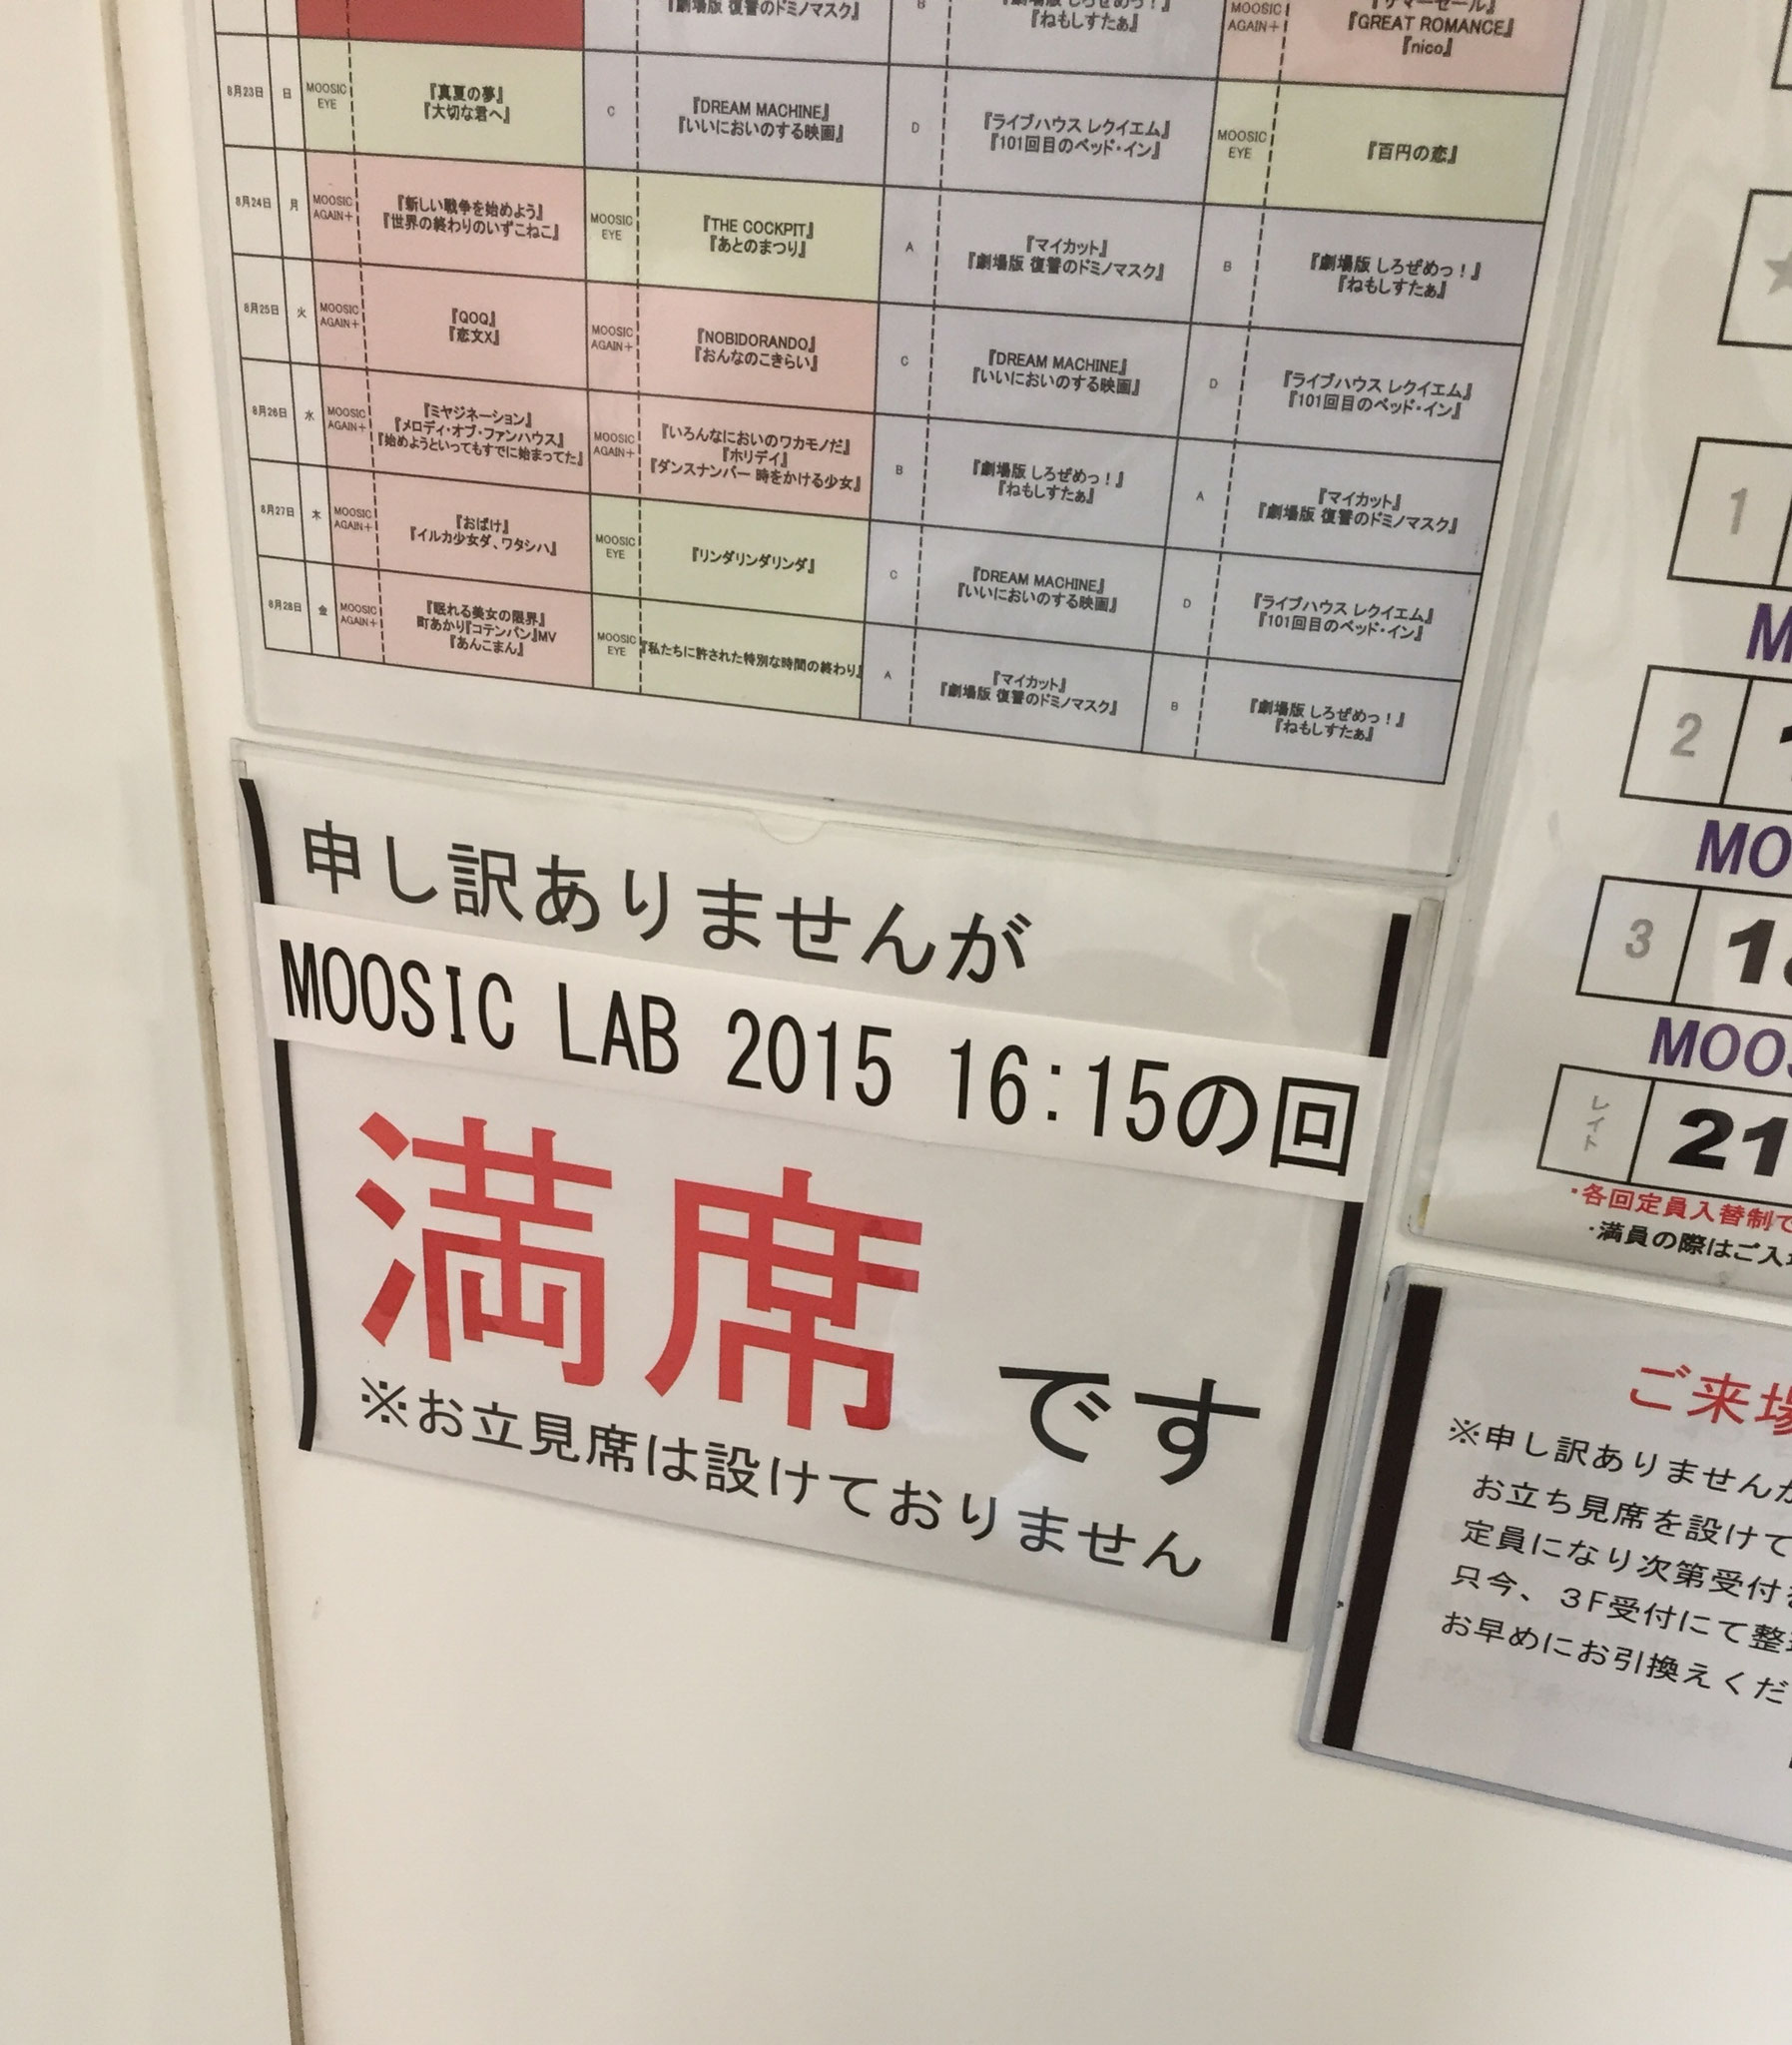 『劇場版 復讐のドミノマスク』
B
『ねもしすたぁ』
MOOSIC
AGAIN+
『サマーセール』
『GREAT ROMANCE』
『nico』
8月23日
日
MOOSIC
EYE
『真夏の夢』
『大切な君へ』
C
『DREAM MACHINE』
『いいにおいのする映画』
D
『ライブハウス レクイエム』
『101回目のベッド・イン』
MOOSIC
EYE
『百円の恋』
8月24日
月
MOOSIC
AGAIN+
『新しい戦争を始めよう』
『世界の終わりのいずこねこ』
MOOSIC
EYE
『THE COCKPIT』
『あとのまつり』
A
『マイカット』
『劇場版 復讐のドミノマスク』
B
『劇場版 しろぜめっ！』
『ねもしすたぁ』
8月25日
火
MOOSIC
AGAIN+
『QOQ』
『恋文X』
MOOSIC
AGAIN+
『NOBIDORANDO』
『おんなのこきらい』
C
『DREAM MACHINE』
『いいにおいのする映画』
D
『ライブハウス レクイエム』
『101回目のベッド・イン』
8月26日
水
MOOSIC
AGAIN+
『ミヤジネーション』
『メロディ・オブ・ファンハウス』
『始めようといってもすでに始まってた』
MOOSIC
AGAIN+
『いろんなにおいのワカモノだ』
『ホリデイ』
『ダンスナンバー 時をかける少女』
B
『劇場版 しろぜめっ！』
『ねもしすたぁ』
A
『マイカット』
『劇場版 復讐のドミノマスク』
8月27日
木
MOOSIC
AGAIN+
『おばけ』
『イルカ少女ダ、ワタシハ』
MOOSIC
EYE
『リンダリンダリンダ』
C
『DREAM MACHINE』
『いいにおいのする映画』
D
『ライブハウス レクイエム』
『101回目のベッド・イン』
8月28日
金
MOOSIC
AGAIN+
『眠れる美女の限界』
町あかり『コテンパン』MV
『あんこまん』
MOOSIC
EYE
『私たちに許された特別な時間の終わり』
A
『マイカット』
『劇場版 復讐のドミノマスク』
B
『劇場版 しろぜめっ！』
『ねもしすたぁ』
申し訳ありませんが
MOOSIC LAB 2015 16:15の回
満席です
※お立見席は設けておりません
★
1
M
2
MO
3
MOO
レイト
21
・各回定員入替制で
・満員の際はご入
ご来場
※申し訳ありませんが
お立ち見席を設けて
定員になり次第受付
只今、3F受付にて整
お早めにお引換えくだ